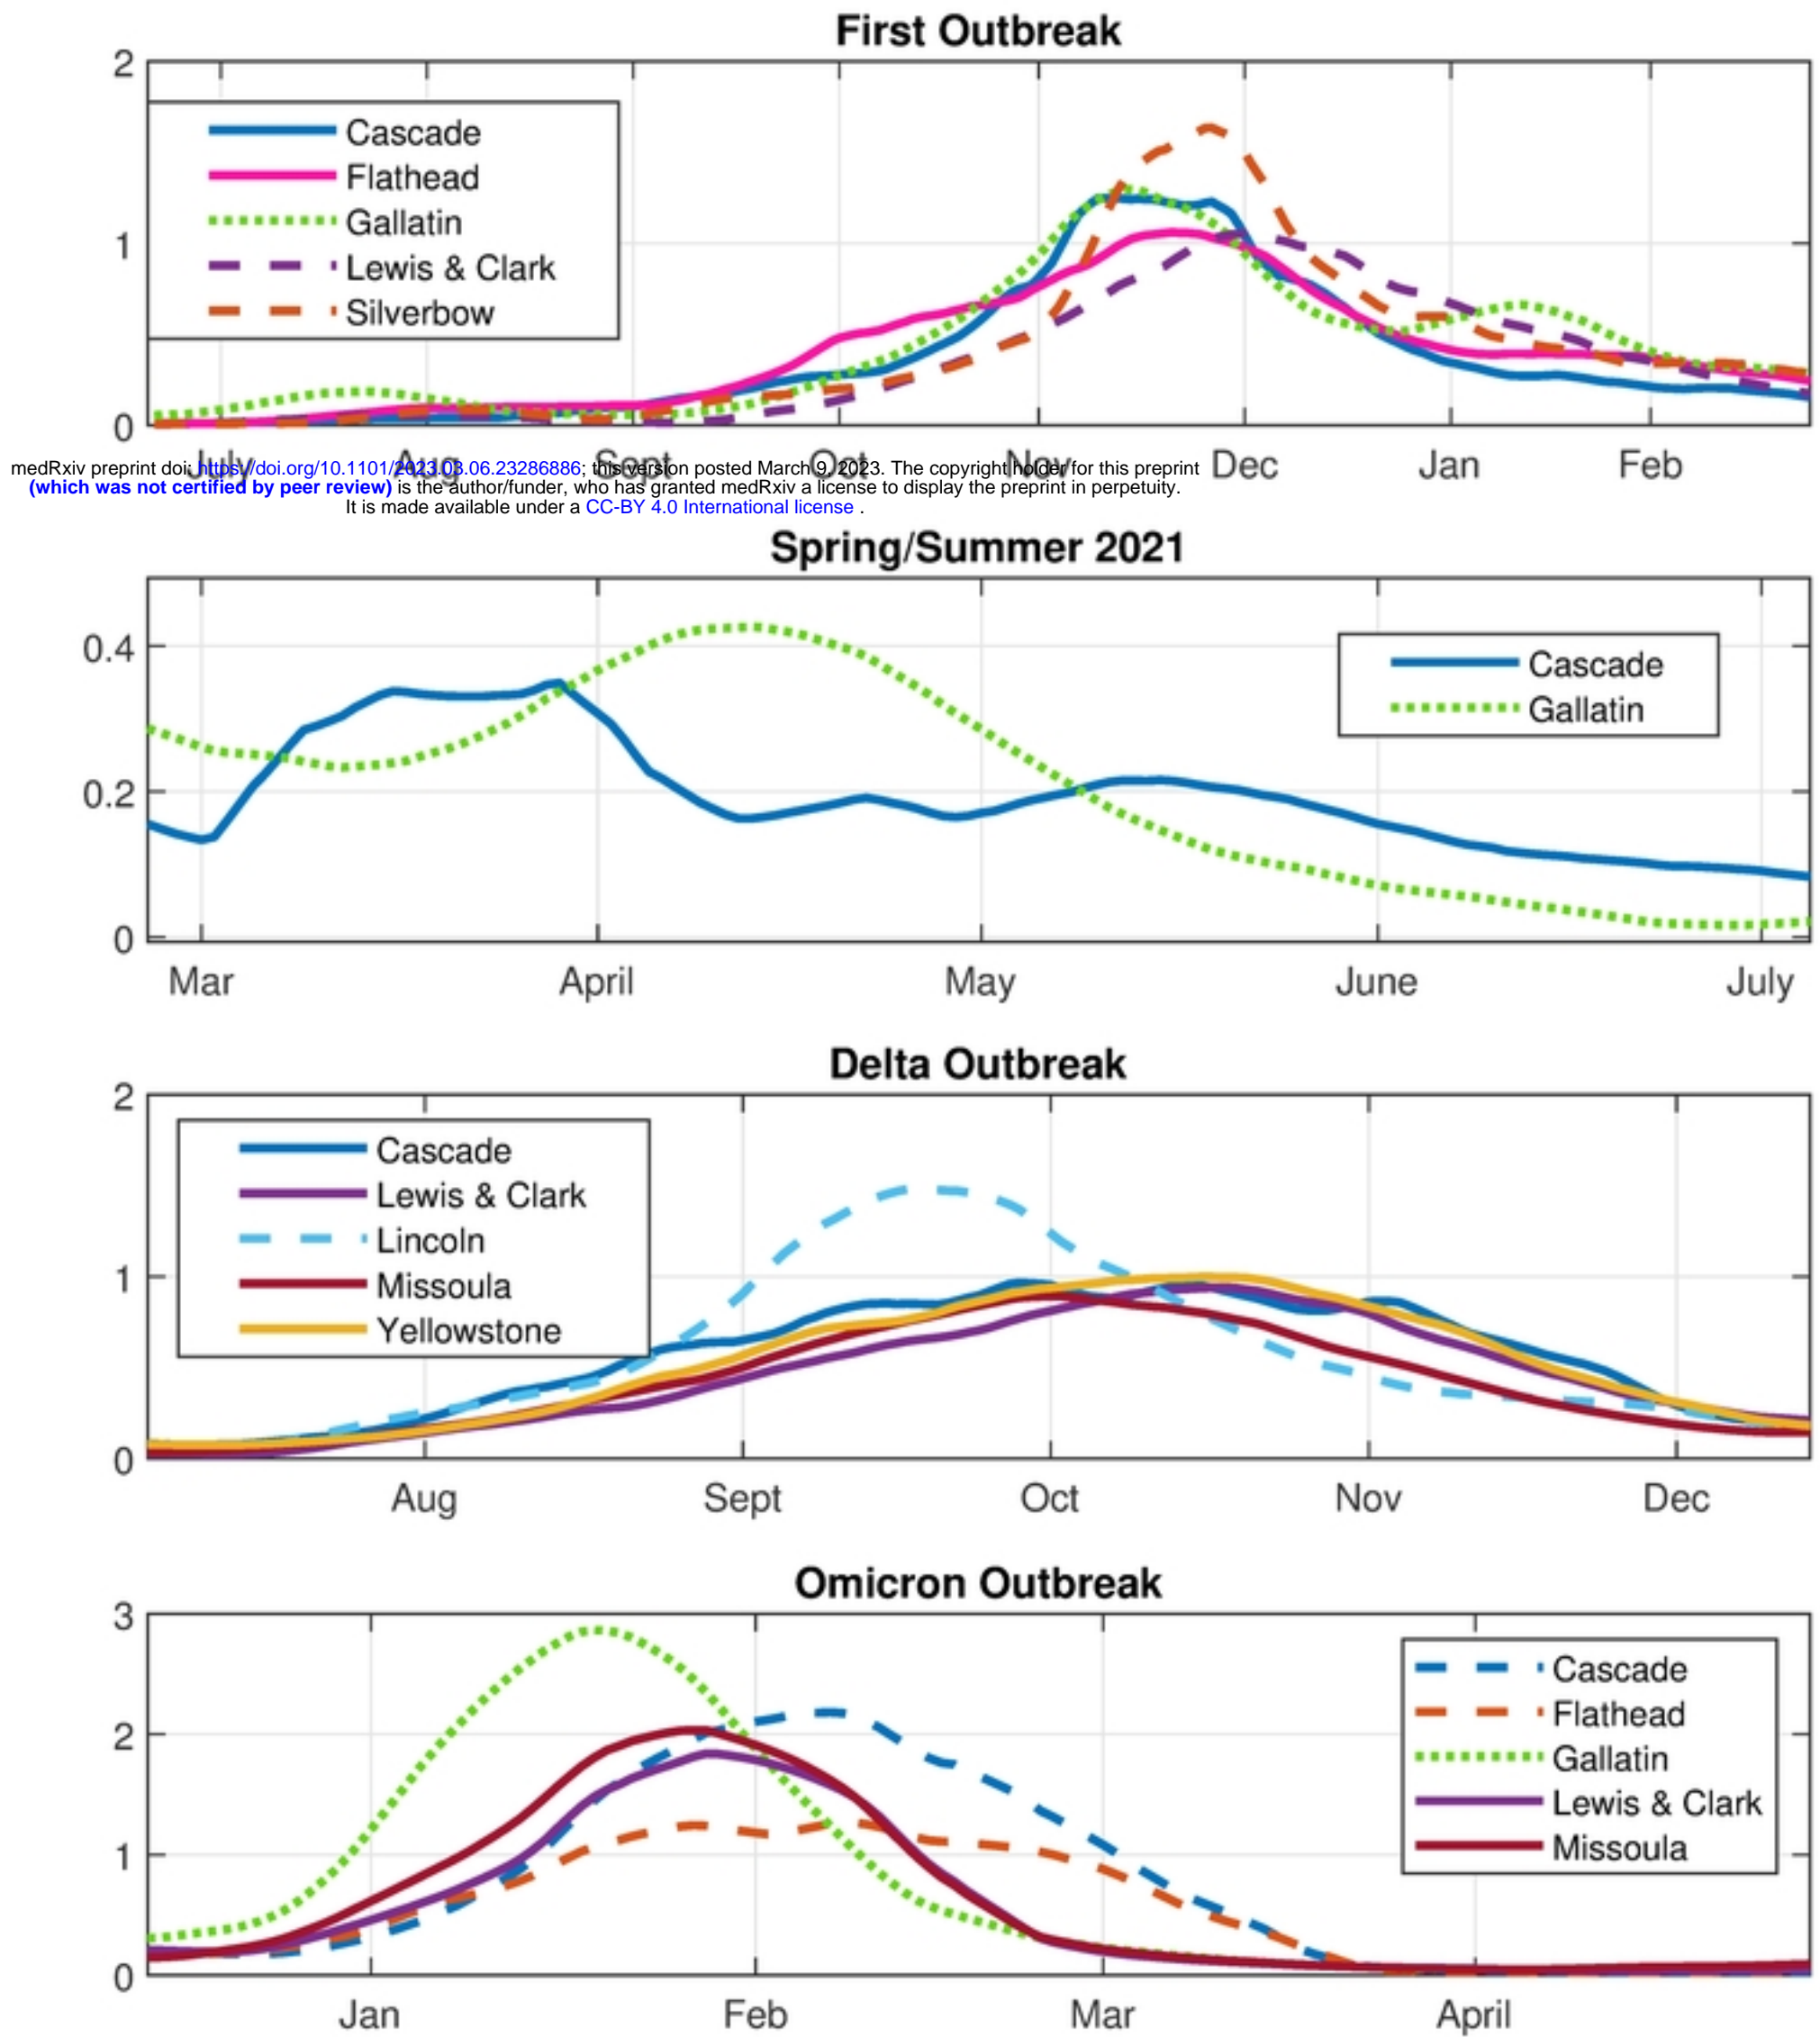 First Outbreak
2
1
0
Cascade
Flathead
Gallatin
Lewis & Clark
Silverbow
July Aug Sept Oct Nov Dec Jan Feb
medRxiv preprint doi: https://doi.org/10.1101/2023.03.06.23286886; this version posted March 9, 2023. The copyright holder for this preprint
(which was not certified by peer review) is the author/funder, who has granted medRxiv a license to display the preprint in perpetuity.
It is made available under a CC-BY 4.0 International license .
Spring/Summer 2021
0.4
0.2
0
Cascade
Gallatin
Mar April May June July
Delta Outbreak
2
1
0
Cascade
Lewis & Clark
Lincoln
Missoula
Yellowstone
Aug Sept Oct Nov Dec
Omicron Outbreak
3
2
1
0
Cascade
Flathead
Gallatin
Lewis & Clark
Missoula
Jan Feb Mar April